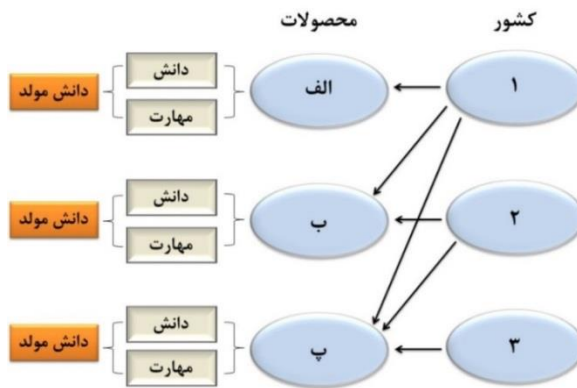 کشور
محصولات
۱
الف
دانش
مهارت
دانش مولد
۲
ب
دانش
مهارت
دانش مولد
۳
پ
دانش
مهارت
دانش مولد